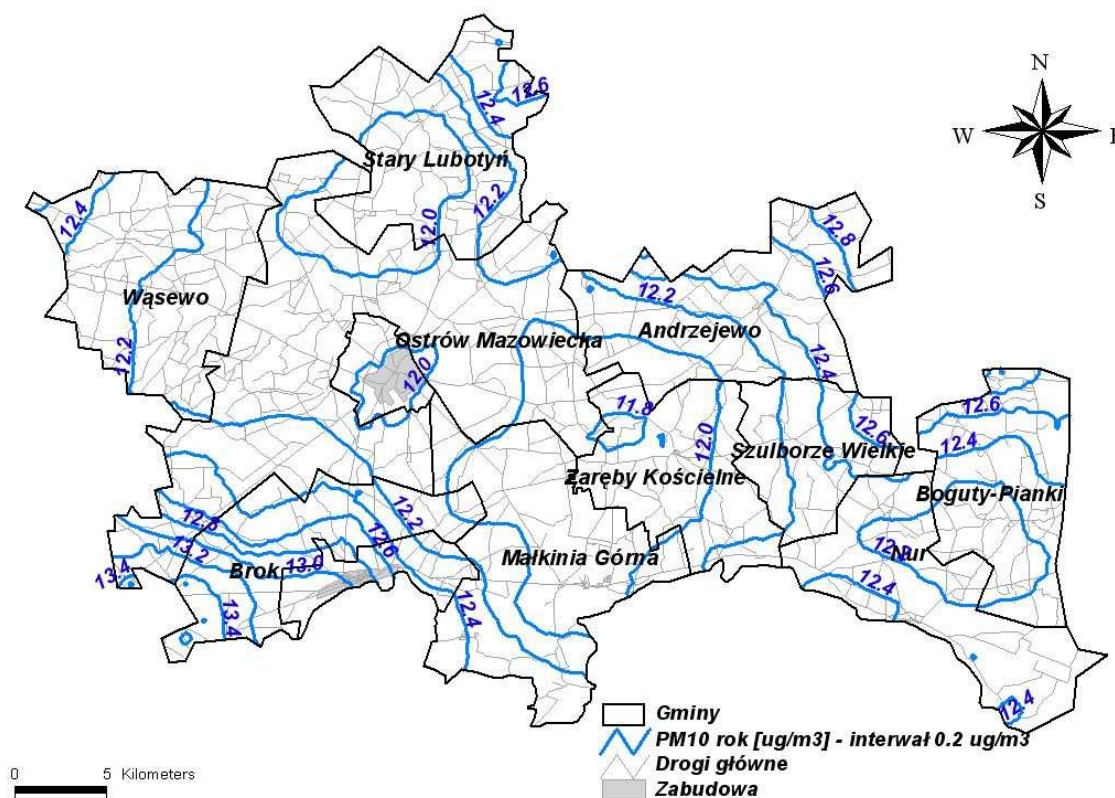 N
W
E
S
12.6
12.4
Stary Lubotyń
12.2
12.0
12.4
12.8
12.6
Wąsewo
12.2
12.2
Andrzejewo
Ostrów Mazowiecka
12.0
12.4
11.8
12.0
12.6
12.6
12.4
Szulborze Wielkie
Zaręby Kościelne
Boguty-Pianki
12.2
12.6
13.2
13.0
13.4
Brok
Małkinia Górna
Nur
12.4
12.4
13.4
12.4
Gminy
PM10 rok [ug/m3] - interwał 0.2 ug/m3
Drogi główne
Zabudowa
0 5 Kilometers